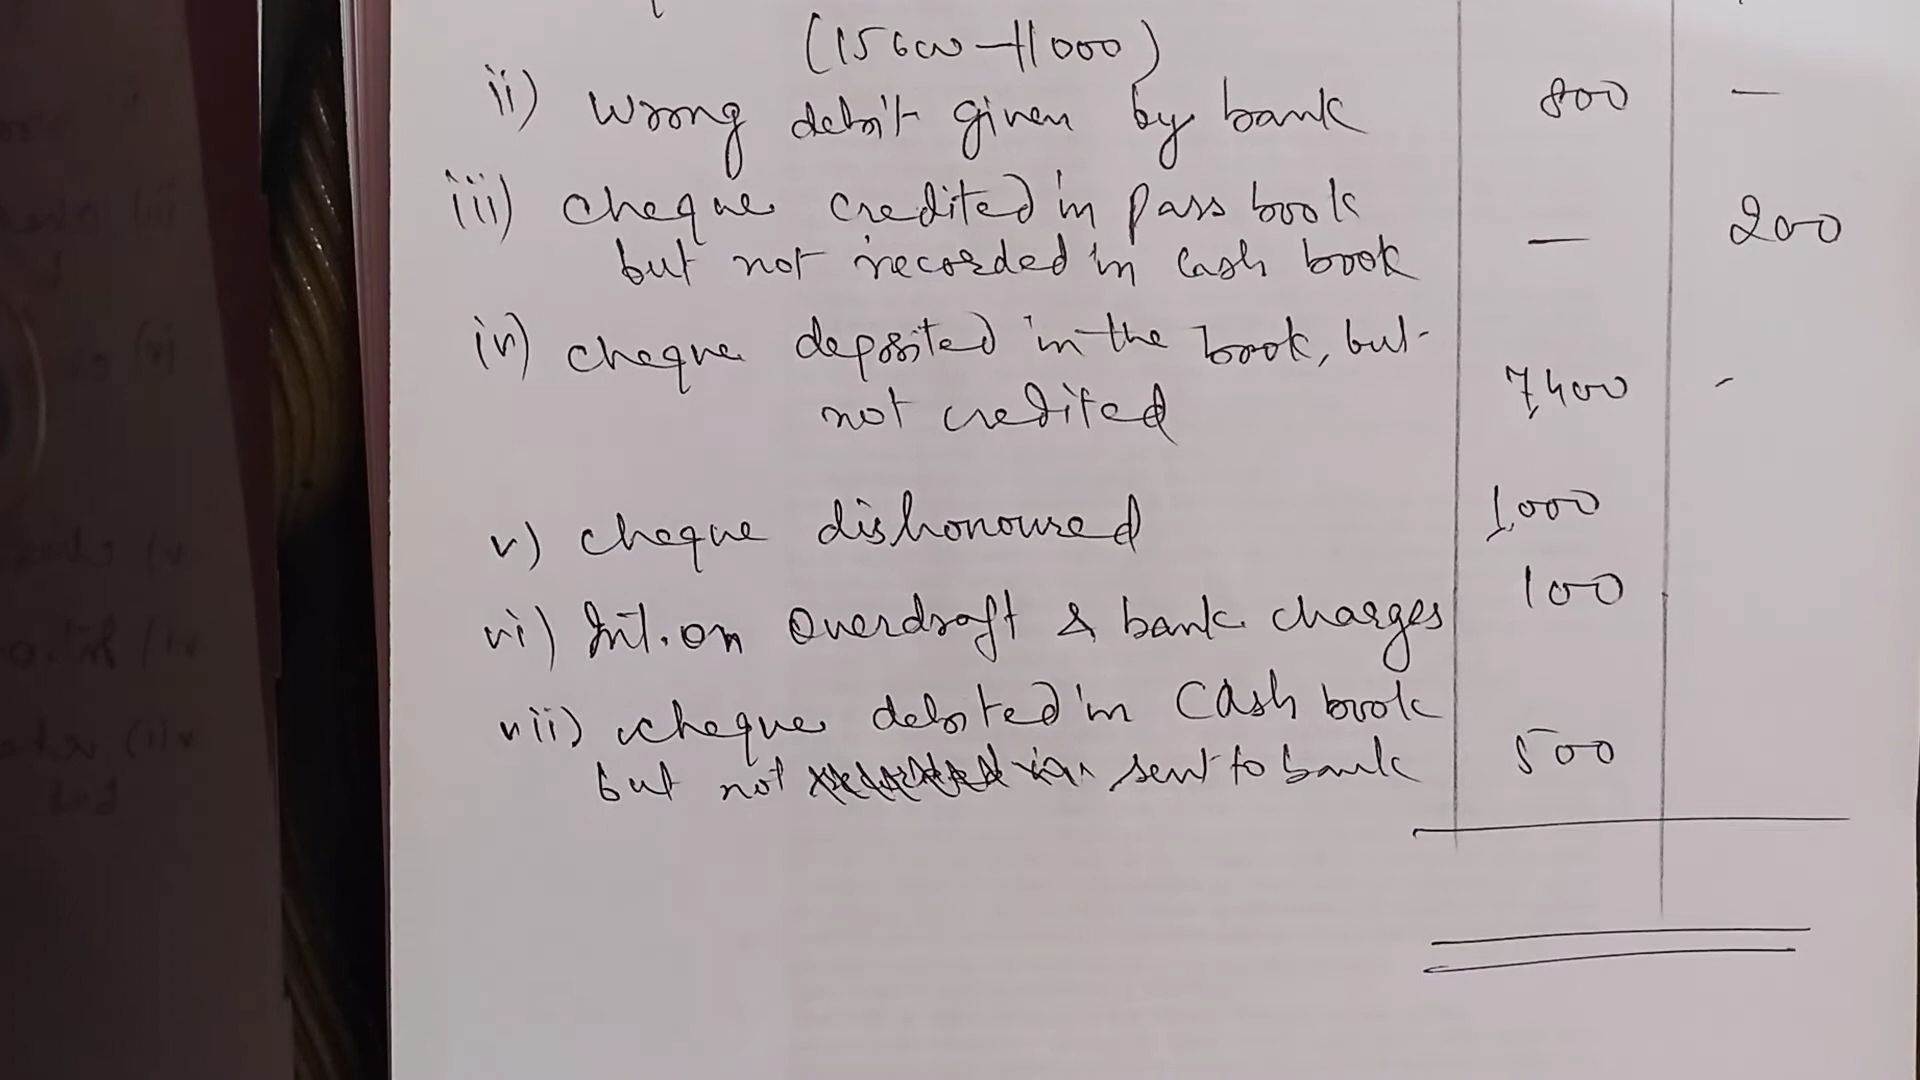 (15600-11000)
ii) Wrong debit given by bank 800 —
iii) cheque credited in pass book
but not recorded in cash book — 200
iv) cheque deposited in the book, but
not credited 7,400 -
v) cheque dishonoured 1,000
vi) Int. on Overdraft & bank charges 100
vii) cheque debited in Cash book
but not sent to bank 500